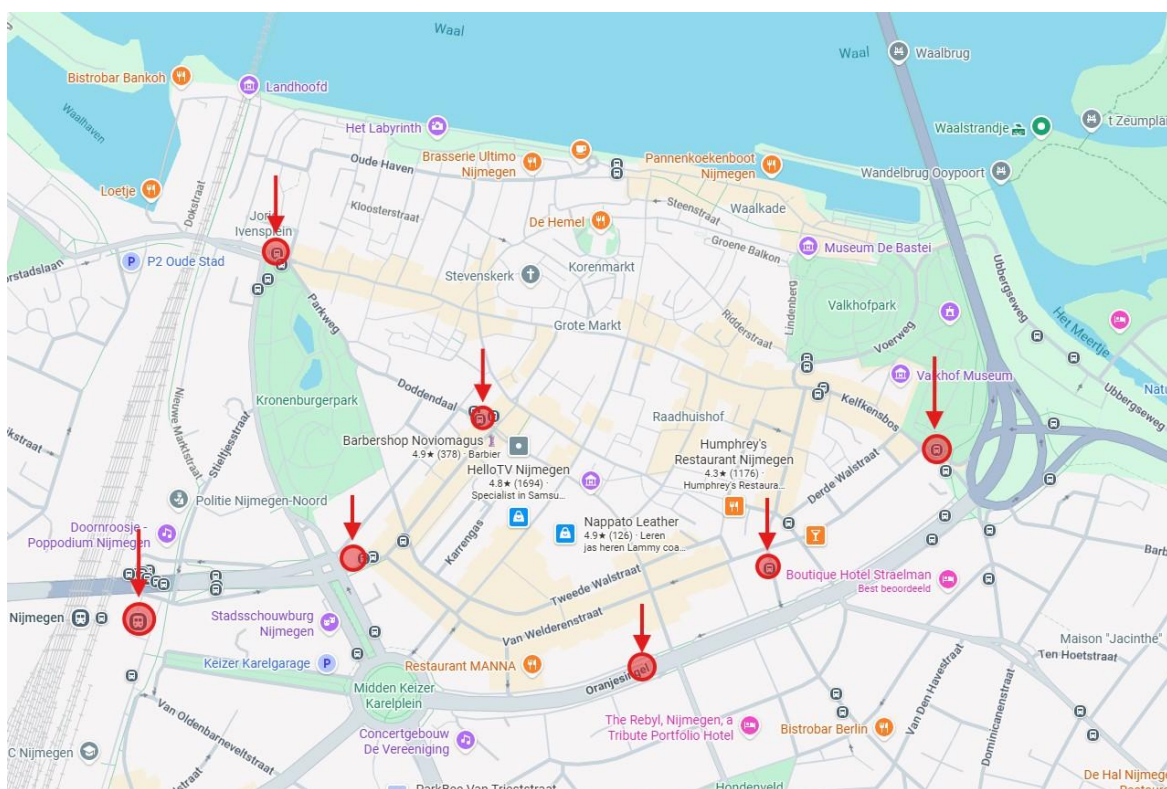 Waal
Waal
Waalbrug
Bistrobar Bankoh
Landhoofd
Waalhaven
Het Labyrinth
Waalstrandje
't Zeumplan
Oude Haven
Brasserie Ultimo
Nijmegen
Pannenkoekenboot
Nijmegen
Wandelbrug Ooypoort
Loetje
Dokstraat
Kloosterstraat
Steenstraat
Waalkade
Joris
Ivensplein
De Hemel
Groene Balkon
Museum De Bastei
Ubbergseweg
P
P2 Oude Stad
Stevenskerk
Korenmarkt
Lindenberg
Valkhofpark
Het Meertje
Parkweg
Grote Markt
Ridderstraat
Voerweg
Doddendaal
Valkhof Museum
Ubbergseweg
Natu
Kronenburgerpark
Nieuwe Marktstraat
Stieltjesstraat
Raadhuishof
Kelfkensbos
Barbershop Noviomagus
4.9★ (378) · Barbier
HelloTV Nijmegen
4.8★ (1694) ·
Specialist in Samsu...
Humphrey's
Restaurant Nijmegen
4.3★ (1176) ·
Humphrey's Restaura...
Derde Walstraat
Politie Nijmegen-Noord
Doornroosje -
Poppodium Nijmegen
Karrengas
Nappato Leather
4.9★ (126) · Leren
jas heren Lammy coa...
Tweede Walstraat
Boutique Hotel Straelman
Best beoordeeld
Barb
Nijmegen
Stadsschouwburg
Nijmegen
Van Welderenstraat
Maison "Jacinthe"
Ten Hoetstraat
Keizer Karelgarage
P
Restaurant MANNA
Oranjesingel
Van Den Havestraat
Midden Keizer
Karelplein
Van Oldenbarneveltstraat
Concertgebouw
De Vereeniging
The Rebyl, Nijmegen, a
Tribute Portfolio Hotel
Bistrobar Berlin
Dominicanenstraat
C Nijmegen
Hondenveld
De Hal Nijmege